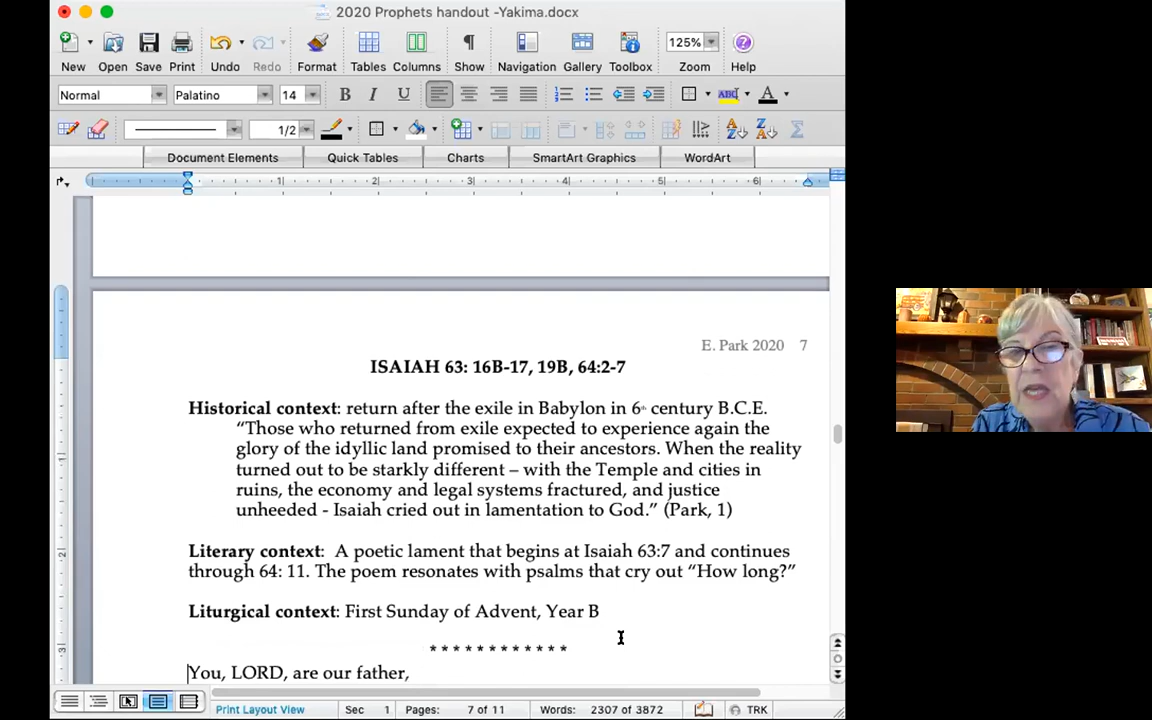 2020 Prophets handout -Yakima.docx
125%
New Open Save Print Undo Redo Format Tables Columns Show Navigation Gallery Toolbox Zoom Help
Normal Palatino 14 B I U ABC A
1/2
Document Elements Quick Tables Charts SmartArt Graphics WordArt
1 2 3 4 5 6
E. Park 2020 7
ISAIAH 63: 16B-17, 19B, 64:2-7
Historical context: return after the exile in Babylon in 6th century B.C.E.
“Those who returned from exile expected to experience again the
glory of the idyllic land promised to their ancestors. When the reality
turned out to be starkly different – with the Temple and cities in
ruins, the economy and legal systems fractured, and justice
unheeded - Isaiah cried out in lamentation to God.” (Park, 1)
Literary context: A poetic lament that begins at Isaiah 63:7 and continues
through 64: 11. The poem resonates with psalms that cry out “How long?”
Liturgical context: First Sunday of Advent, Year B
* * * * * * * * * * * *
You, LORD, are our father,
Print Layout View Sec 1 Pages: 7 of 11 Words: 2307 of 3872 TRK